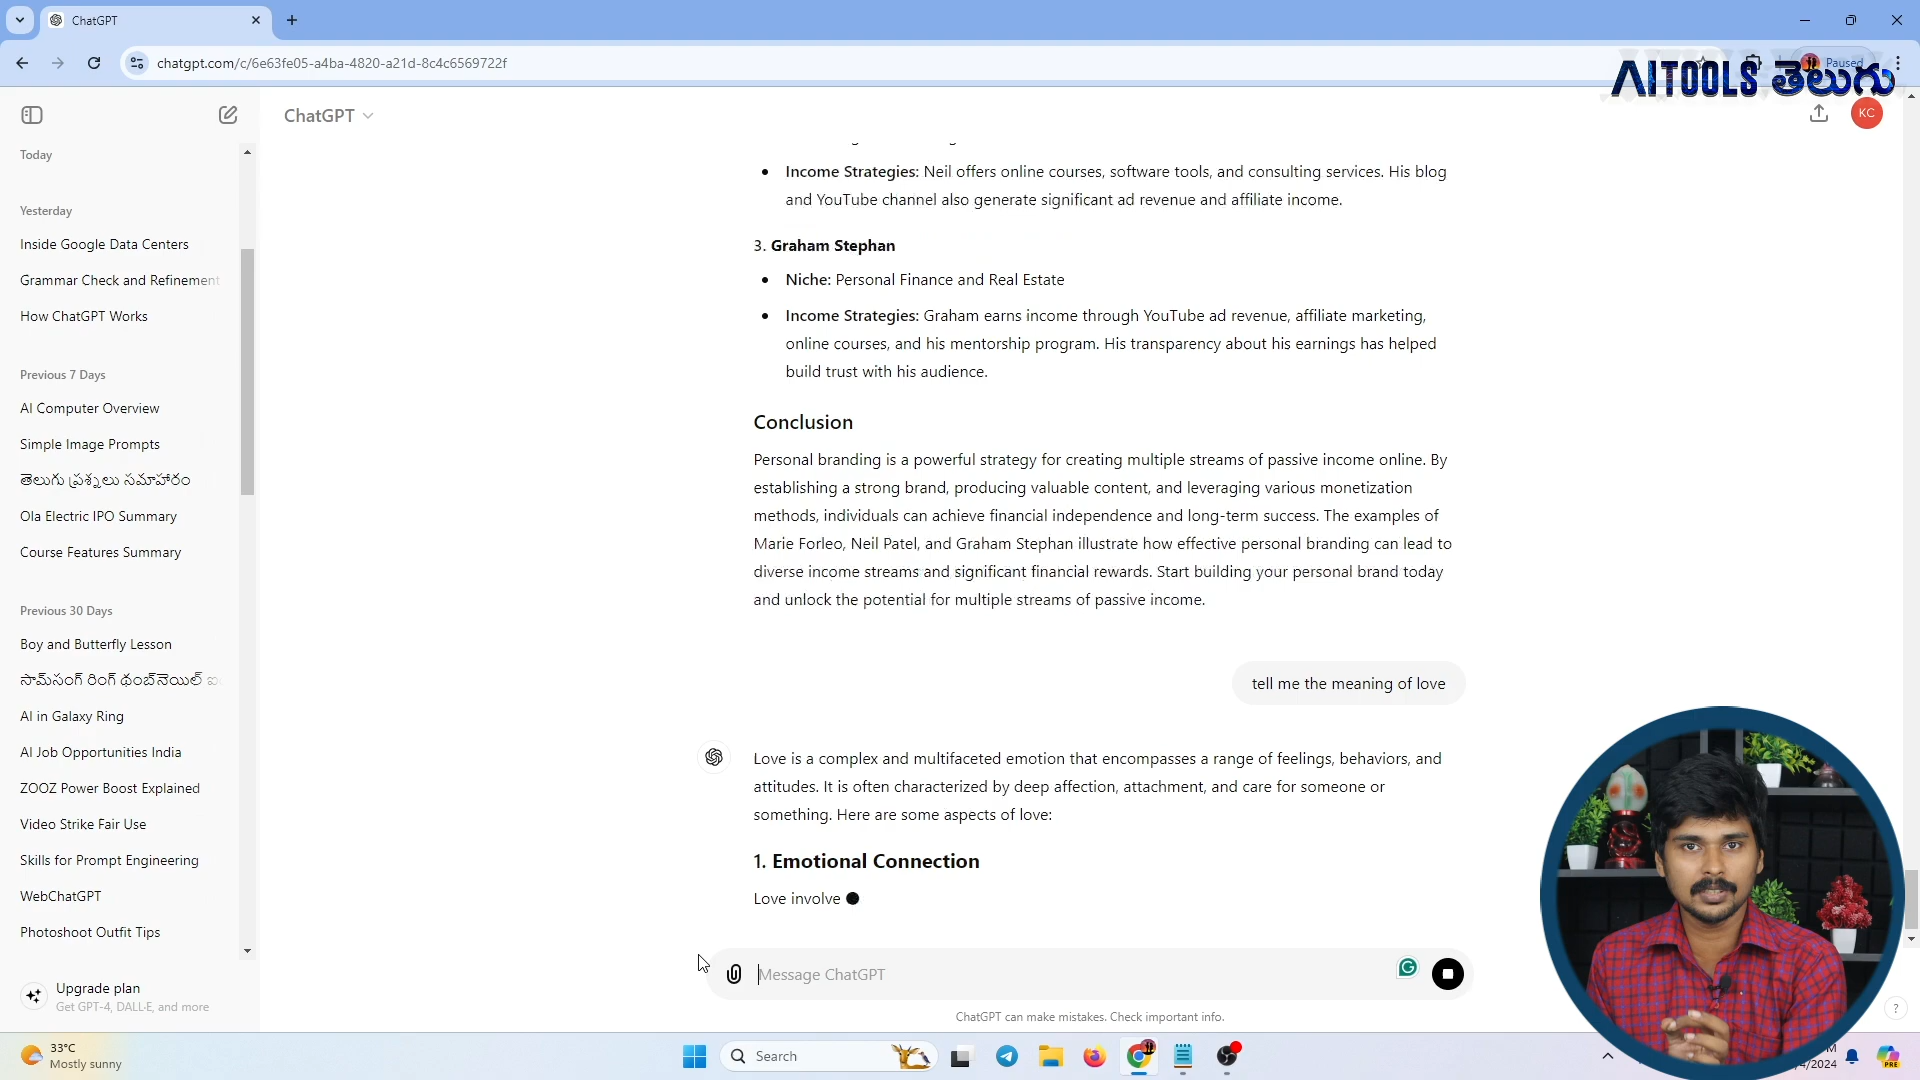 ChatGPT
chatgpt.com/c/6e63fe05-a4ba-4820-a21d-8c4c6569722f
Paused
AITOOLS తెలుగు
ChatGPT
KC
Today
Yesterday
Inside Google Data Centers
Grammar Check and Refinement
How ChatGPT Works
Previous 7 Days
AI Computer Overview
Simple Image Prompts
తెలుగు ప్రశ్నలు సమాహారం
Ola Electric IPO Summary
Course Features Summary
Previous 30 Days
Boy and Butterfly Lesson
సామ్‌సంగ్ రింగ్ థంబ్‌నెయిల్
AI in Galaxy Ring
AI Job Opportunities India
ZOOZ Power Boost Explained
Video Strike Fair Use
Skills for Prompt Engineering
WebChatGPT
Photoshoot Outfit Tips
Upgrade plan
Get GPT-4, DALL·E, and more
• Income Strategies: Neil offers online courses, software tools, and consulting services. His blog
and YouTube channel also generate significant ad revenue and affiliate income.
3. Graham Stephan
• Niche: Personal Finance and Real Estate
• Income Strategies: Graham earns income through YouTube ad revenue, affiliate marketing,
online courses, and his mentorship program. His transparency about his earnings has helped
build trust with his audience.
Conclusion
Personal branding is a powerful strategy for creating multiple streams of passive income online. By
establishing a strong brand, producing valuable content, and leveraging various monetization
methods, individuals can achieve financial independence and long-term success. The examples of
Marie Forleo, Neil Patel, and Graham Stephan illustrate how effective personal branding can lead to
diverse income streams and significant financial rewards. Start building your personal brand today
and unlock the potential for multiple streams of passive income.
tell me the meaning of love
Love is a complex and multifaceted emotion that encompasses a range of feelings, behaviors, and
attitudes. It is often characterized by deep affection, attachment, and care for someone or
something. Here are some aspects of love:
1. Emotional Connection
Love involve
Message ChatGPT
ChatGPT can make mistakes. Check important info.
?
33°C
Mostly sunny
Search
M
/2024
PRE